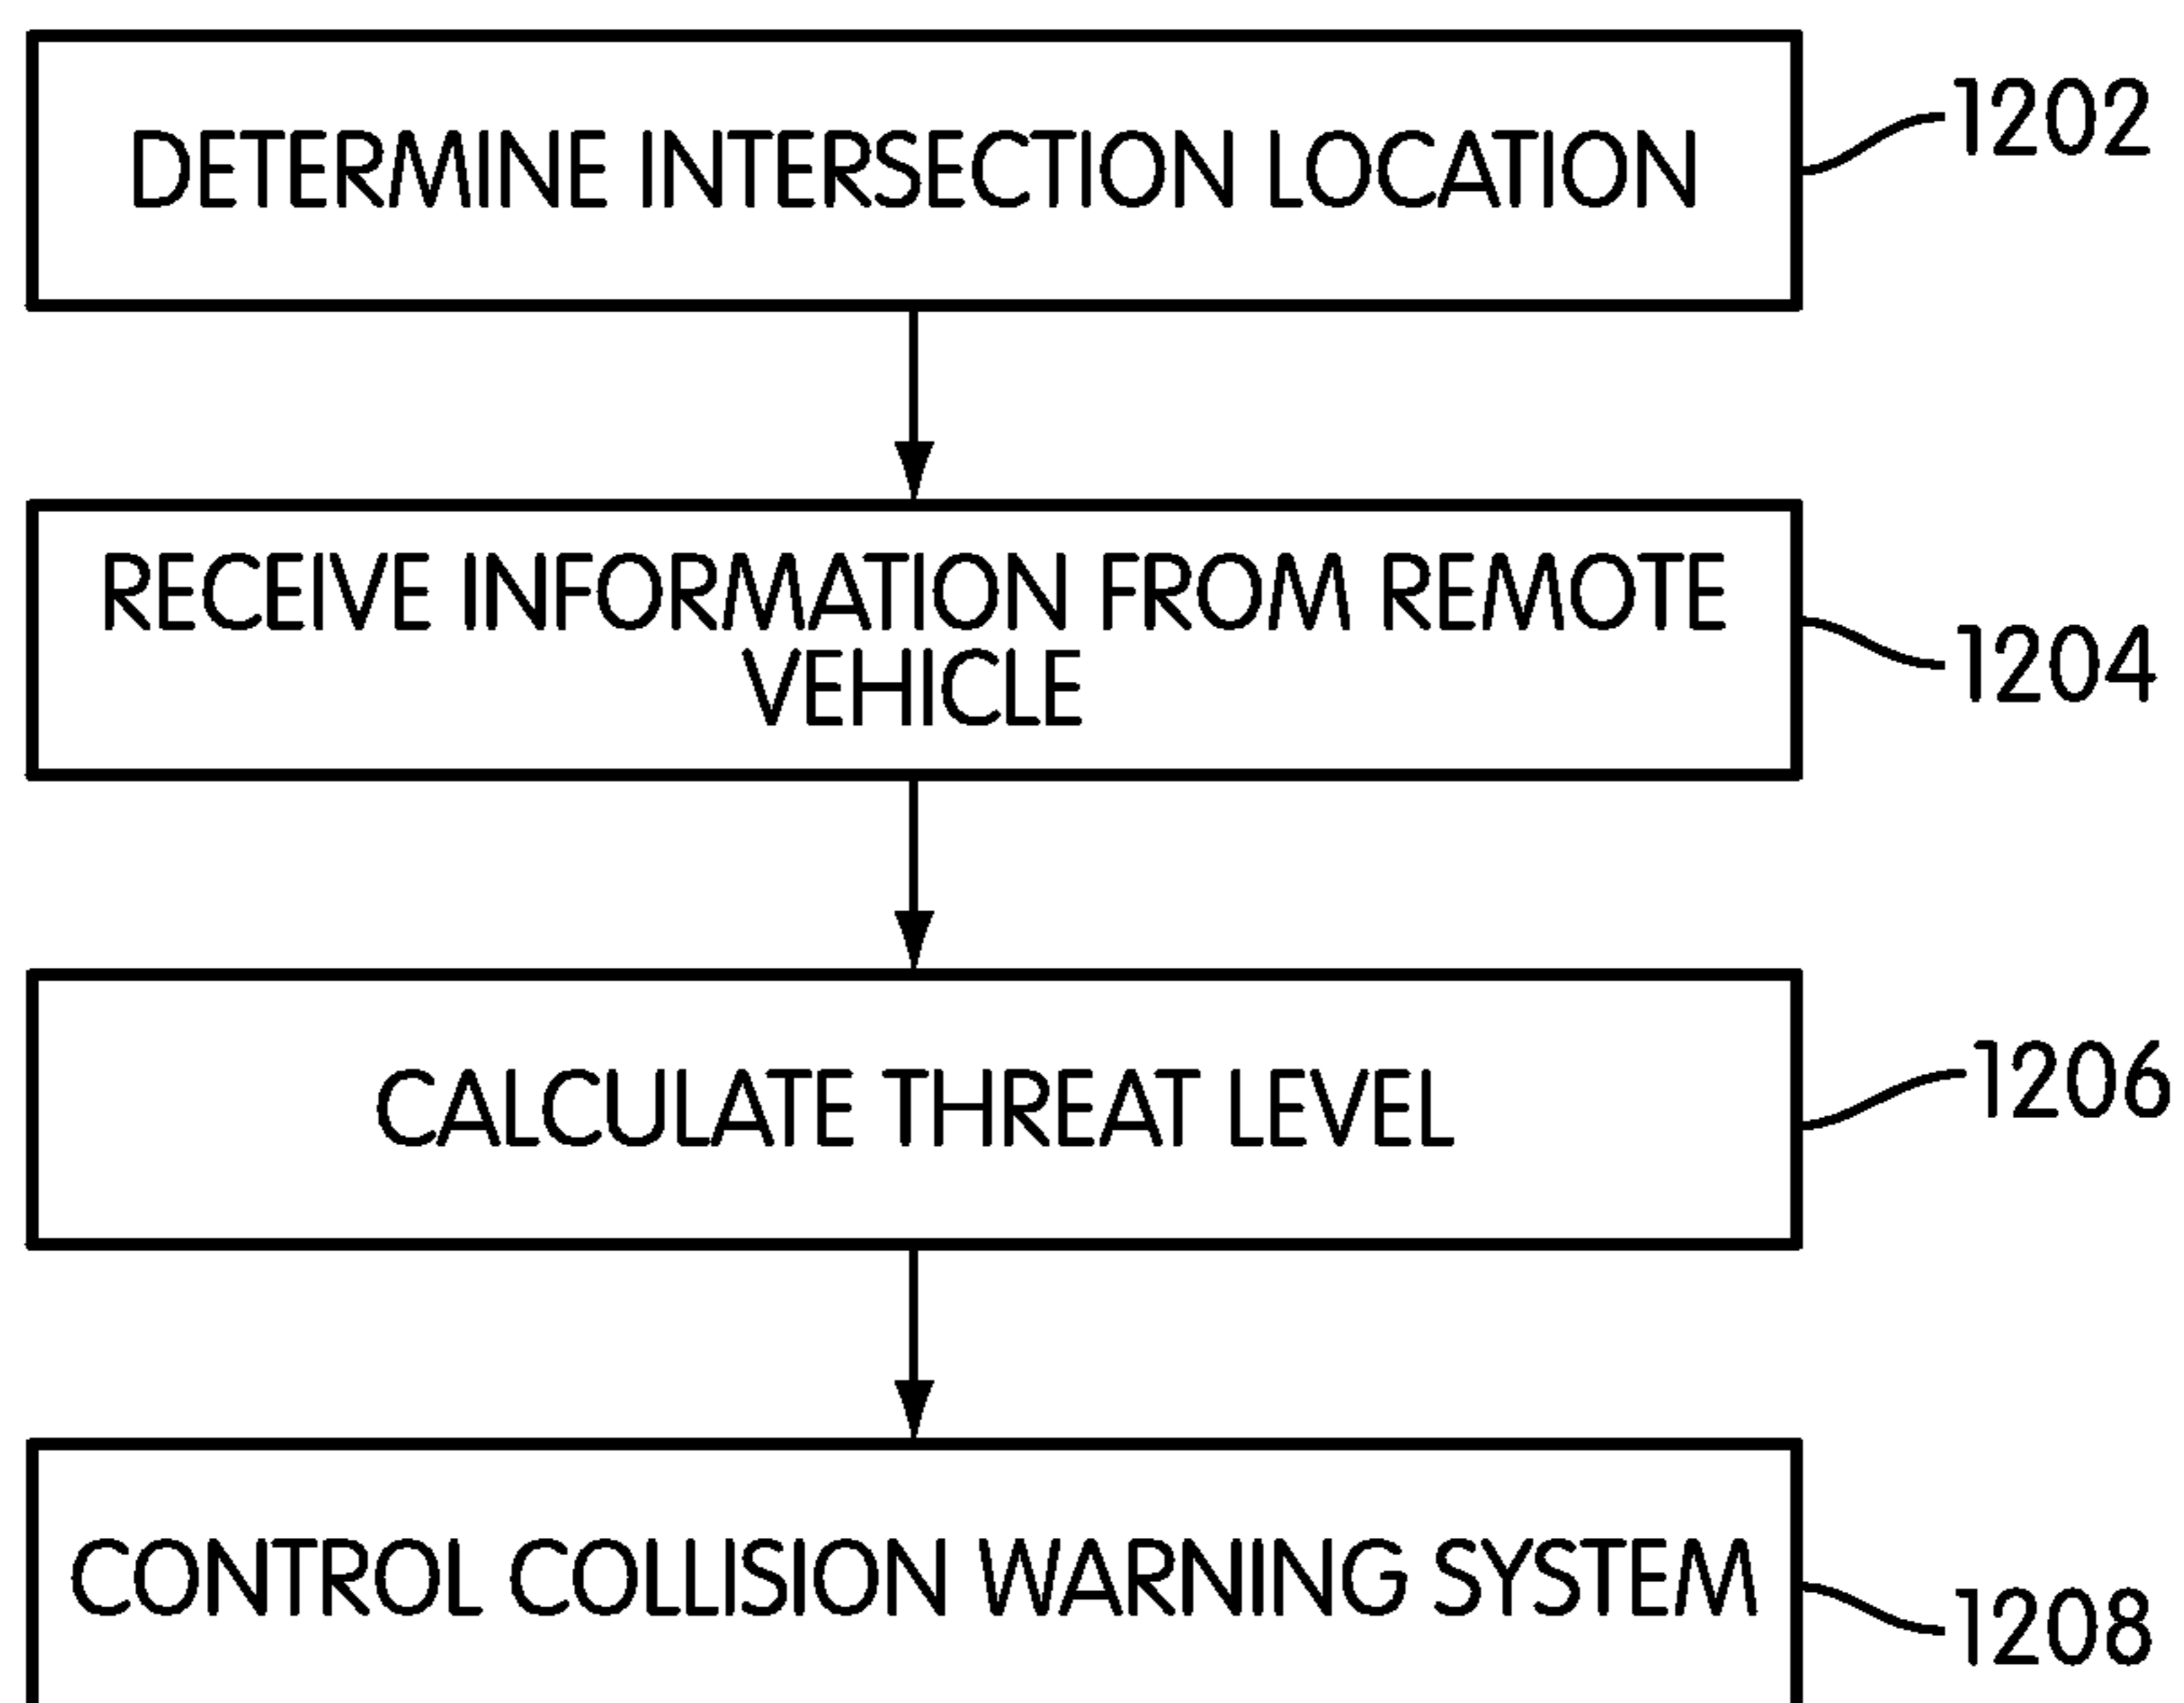 DETERMINE INTERSECTION LOCATION
1202
RECEIVE INFORMATION FROM REMOTE
VEHICLE
1204
CALCULATE THREAT LEVEL
1206
CONTROL COLLISION WARNING SYSTEM
1208